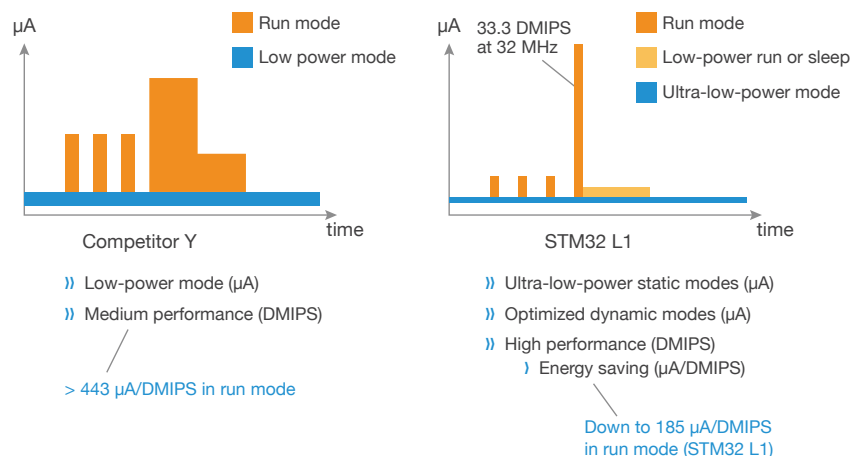 µA
Run mode
Low power mode
time
Competitor Y
Low-power mode (µA)
Medium performance (DMIPS)
> 443 µA/DMIPS in run mode
µA
33.3 DMIPS
at 32 MHz
Run mode
Low-power run or sleep
Ultra-low-power mode
time
STM32 L1
Ultra-low-power static modes (µA)
Optimized dynamic modes (µA)
High performance (DMIPS)
Energy saving (µA/DMIPS)
Down to 185 µA/DMIPS
in run mode (STM32 L1)